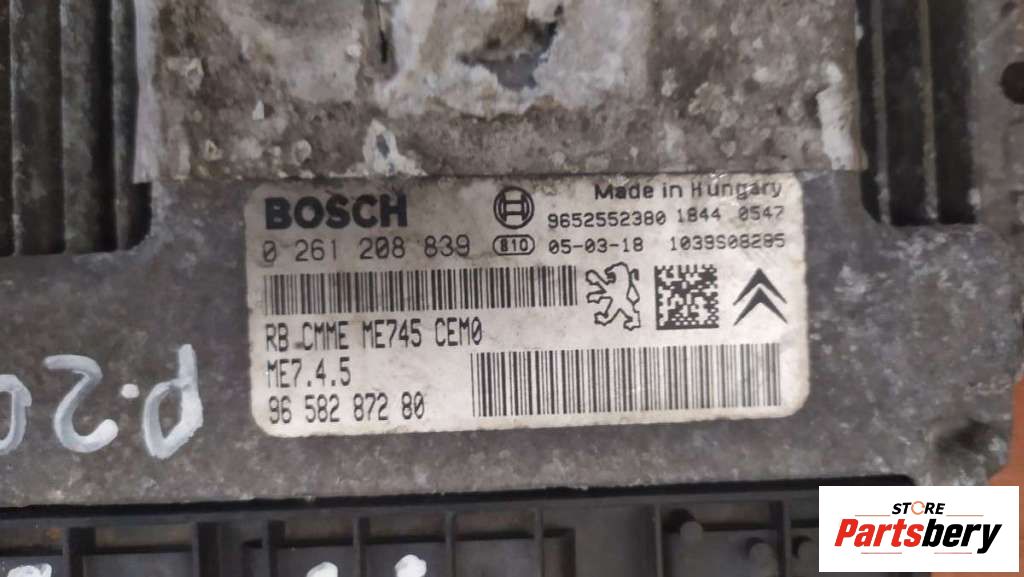 Made in Hungary
BOSCH
9652552380 1844 0547
0 261 208 839 810 05-03-18 1039S08285
RB CMME ME745 CEM0
ME7.4.5
96 582 872 80
STORE
Partsbery